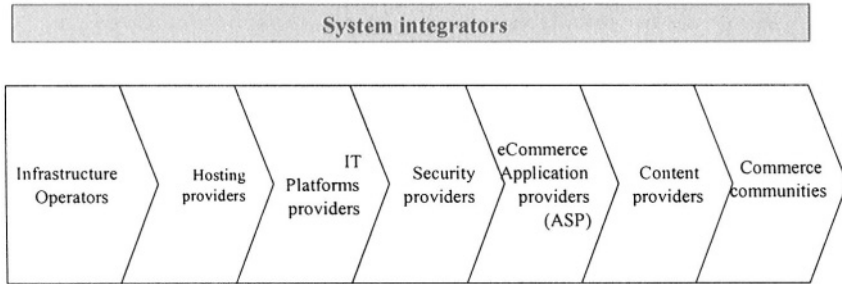 System integrators
Infrastructure
Operators
Hosting
providers
IT
Platforms
providers
Security
providers
eCommerce
Application
providers
(ASP)
Content
providers
Commerce
communities